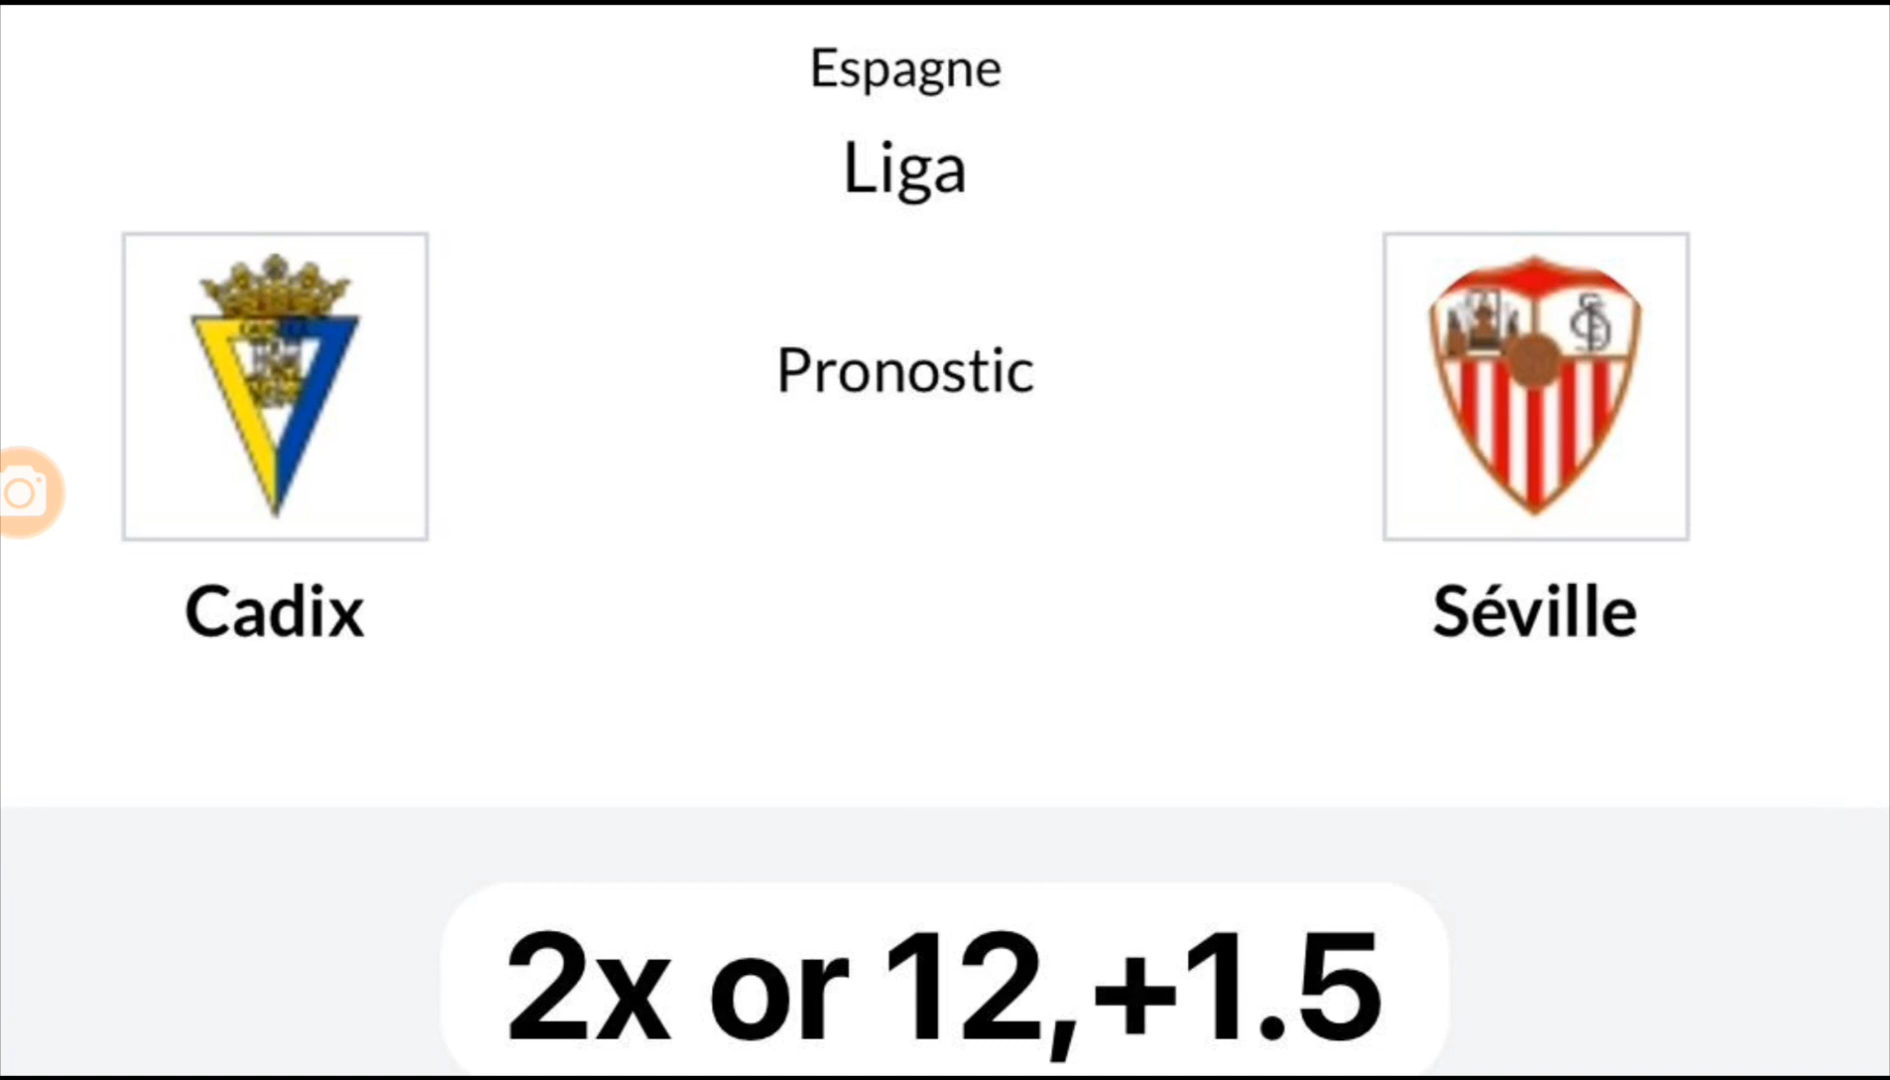 Espagne
Liga
Pronostic
Cadix
Séville
2x or 12,+1.5